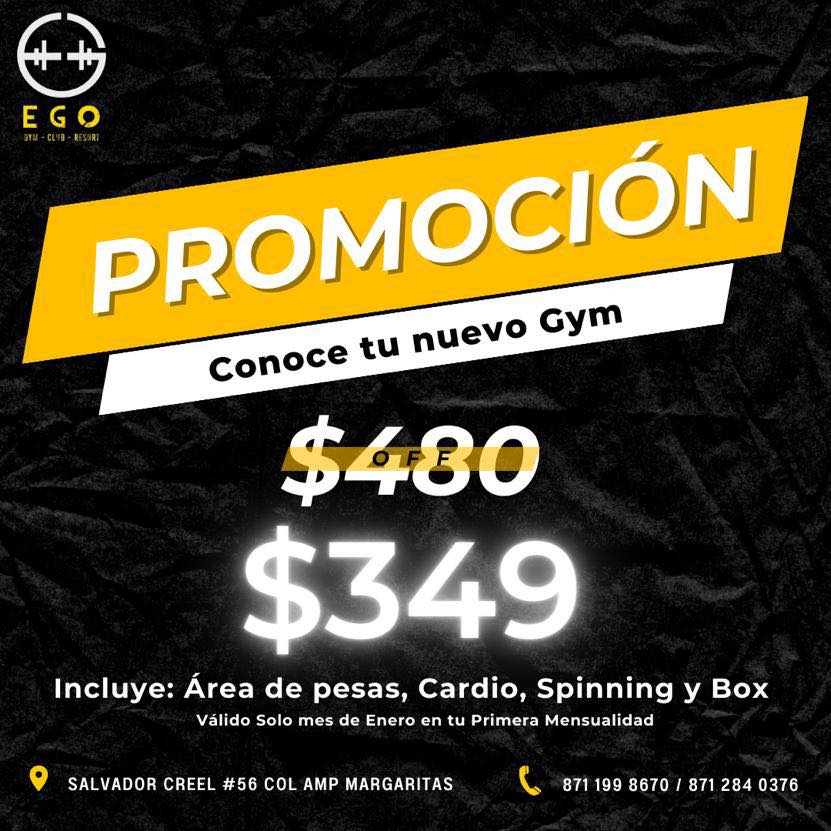 EGO
GYM - CLUB - RESORT
PROMOCIÓN
Conoce tu nuevo Gym
$480
OFF
$349
Incluye: Área de pesas, Cardio, Spinning y Box
Válido Solo mes de Enero en tu Primera Mensualidad
SALVADOR CREEL #56 COL AMP MARGARITAS
871 199 8670 / 871 284 0376